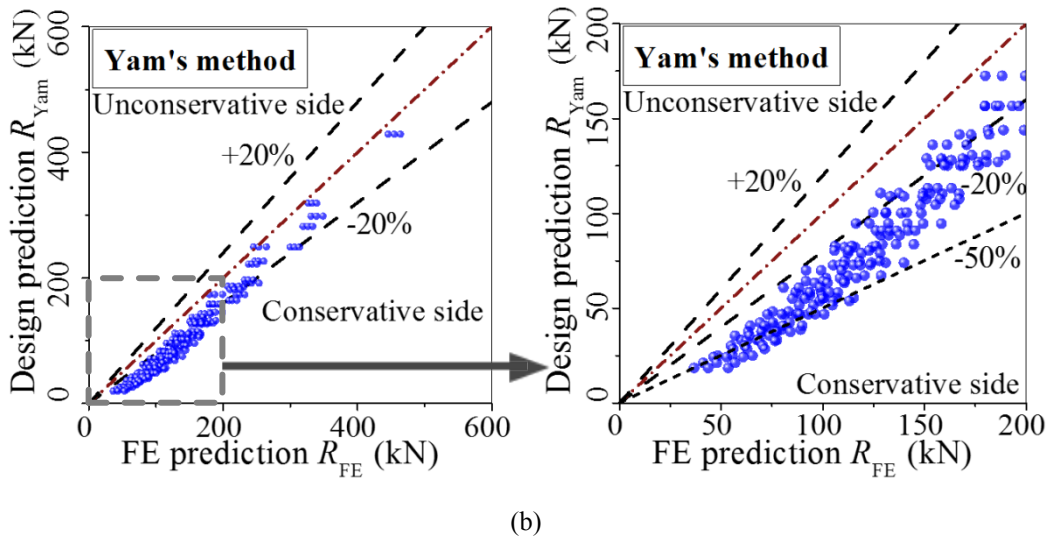 Design prediction R_Yam (kN)
600
400
200
0
Yam's method
Unconservative side
+20%
-20%
Conservative side
0
200
400
600
FE prediction R_FE (kN)
Design prediction R_Yam (kN)
200
150
100
50
0
Yam's method
Unconservative side
+20%
-20%
-50%
Conservative side
0
50
100
150
200
FE prediction R_FE (kN)
(b)